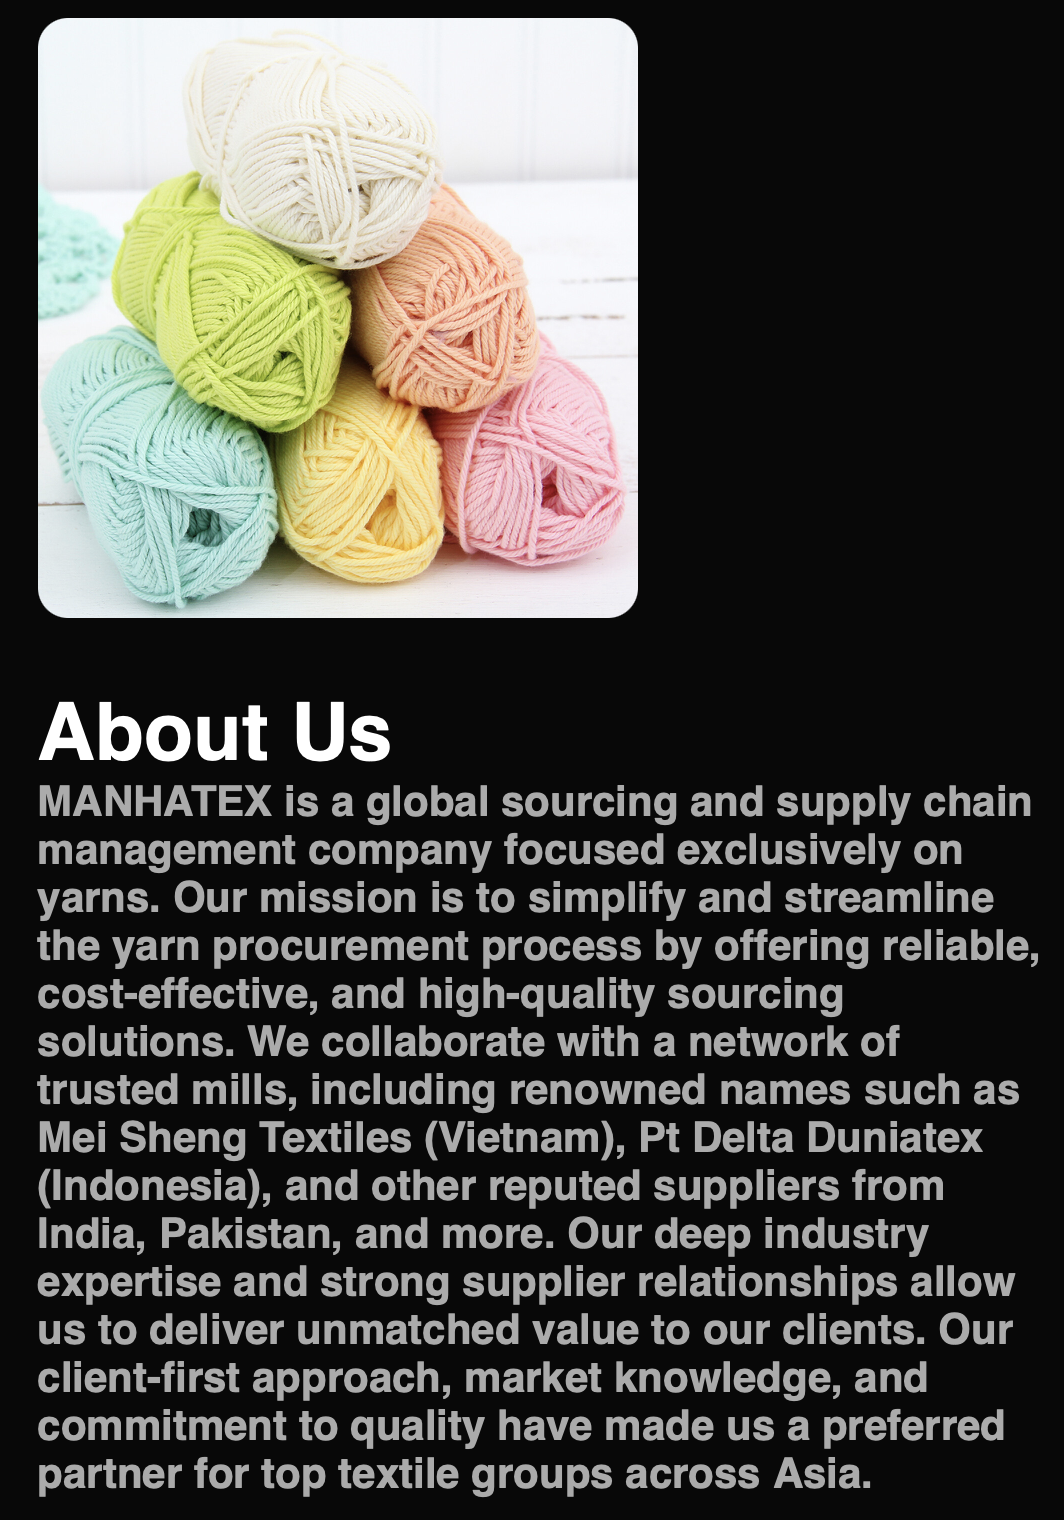 About Us
MANHATEX is a global sourcing and supply chain
management company focused exclusively on
yarns. Our mission is to simplify and streamline
the yarn procurement process by offering reliable,
cost-effective, and high-quality sourcing
solutions. We collaborate with a network of
trusted mills, including renowned names such as
Mei Sheng Textiles (Vietnam), Pt Delta Duniatex
(Indonesia), and other reputed suppliers from
India, Pakistan, and more. Our deep industry
expertise and strong supplier relationships allow
us to deliver unmatched value to our clients. Our
client-first approach, market knowledge, and
commitment to quality have made us a preferred
partner for top textile groups across Asia.